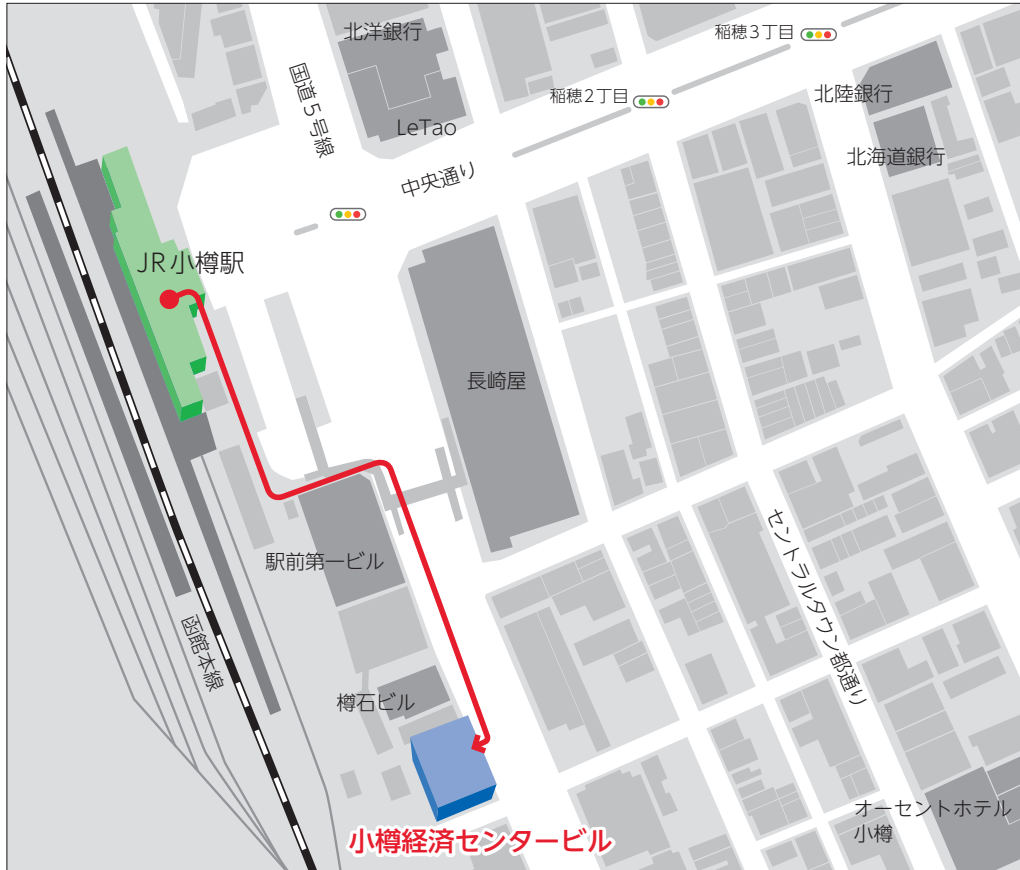 北洋銀行
稲穂3丁目
国道5号線
稲穂2丁目
北陸銀行
LeTao
北海道銀行
中央通り
JR小樽駅
長崎屋
駅前第一ビル
セントラルタウン都通り
函館本線
樽石ビル
オーセントホテル
小樽
小樽経済センタービル